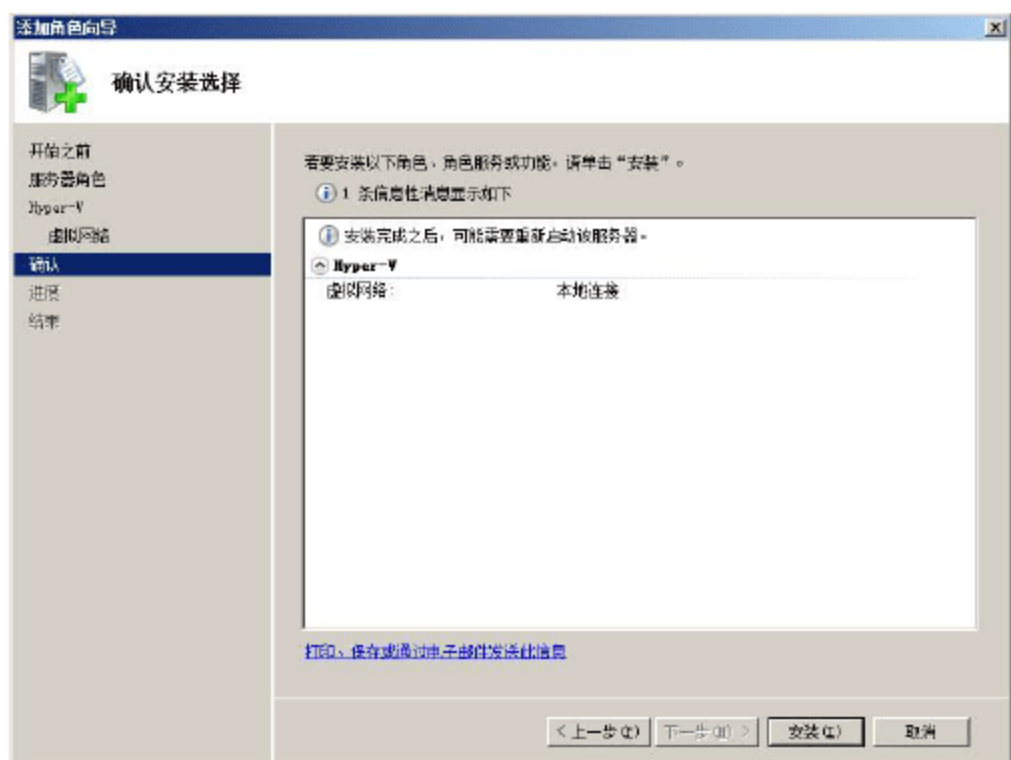 添加角色向导
确认安装选择
开始之前
服务器角色
Hyper-V
虚拟网络
确认
进度
结果
若要安装以下角色、角色服务或功能，请单击“安装”。
1 条信息性消息显示如下
安装完成之后，可能需要重新启动该服务器。
Hyper-V
虚拟网络： 本地连接
打印、保存或通过电子邮件发送此信息
< 上一步(P) 下一步(N) > 安装(I) 取消